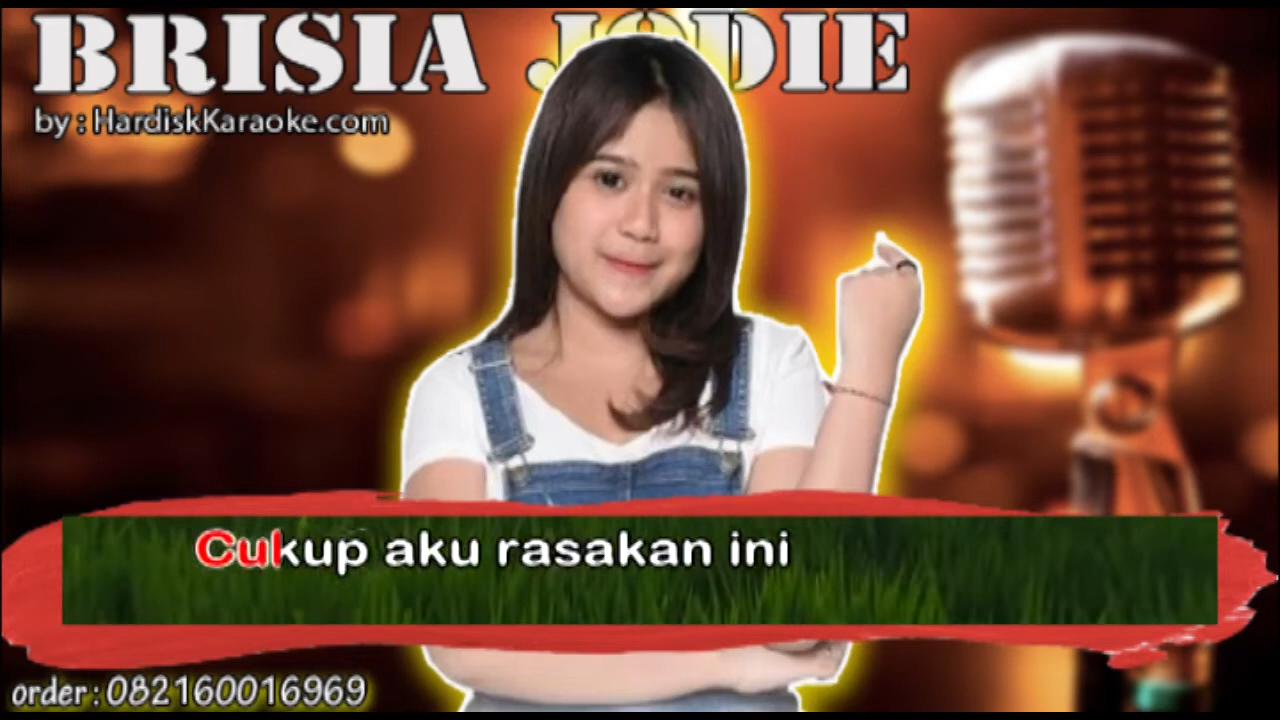 BRISIA JODIE
by : HardiskKaraoke.com
Cukup aku rasakan ini
order : 082160016969